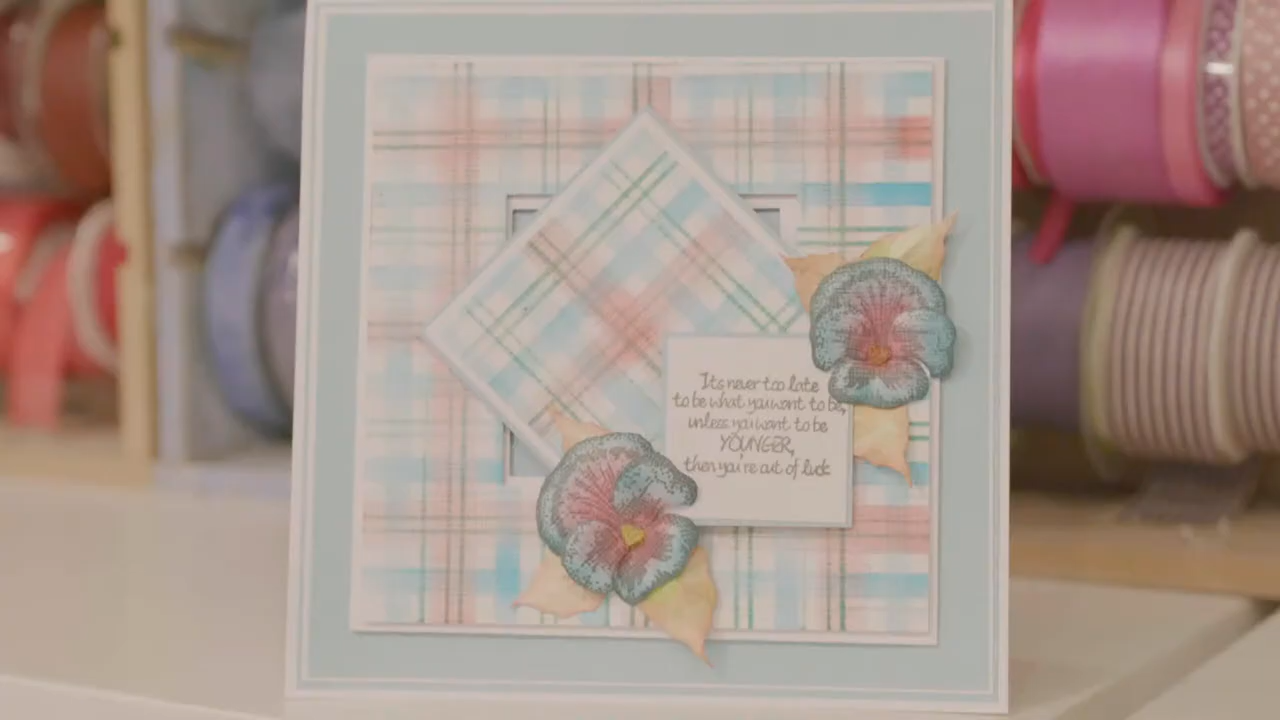 It's never too late
to be what you want to be,
unless you want to be
YOUNGER,
then you're out of luck